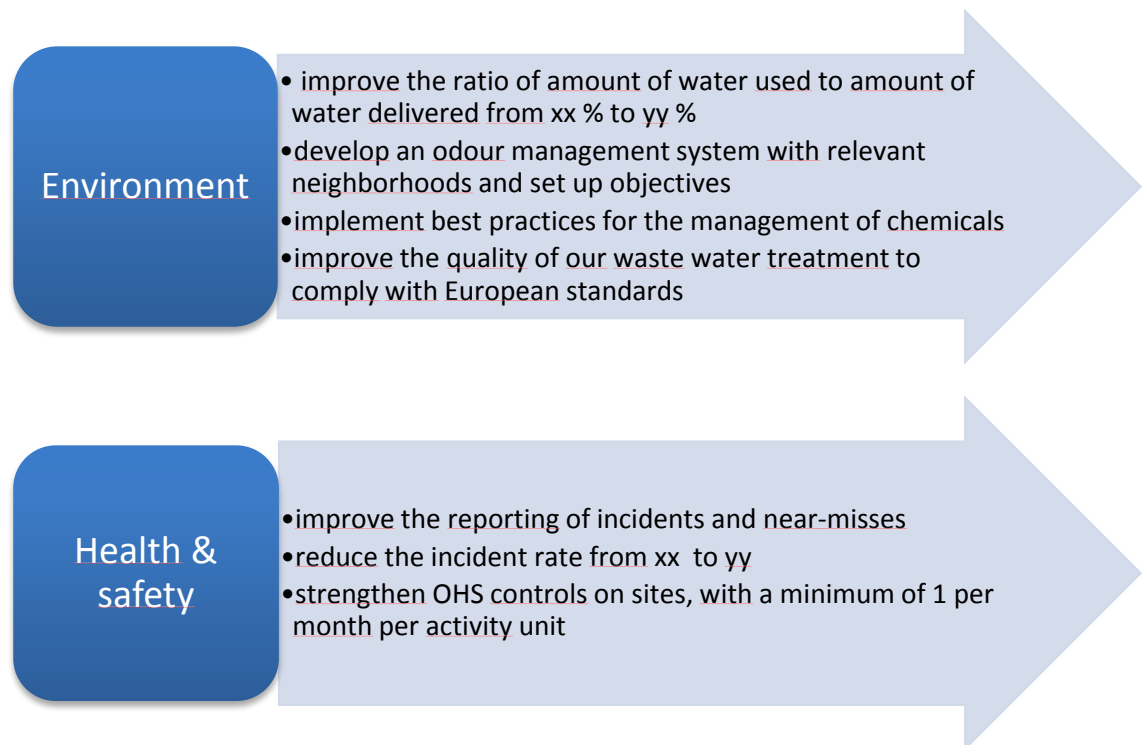 Environment
• improve the ratio of amount of water used to amount of
water delivered from xx % to yy %
•develop an odour management system with relevant
neighborhoods and set up objectives
•implement best practices for the management of chemicals
•improve the quality of our waste water treatment to
comply with European standards
Health &
safety
•improve the reporting of incidents and near-misses
•reduce the incident rate from xx  to yy
•strengthen OHS controls on sites, with a minimum of 1 per
month per activity unit